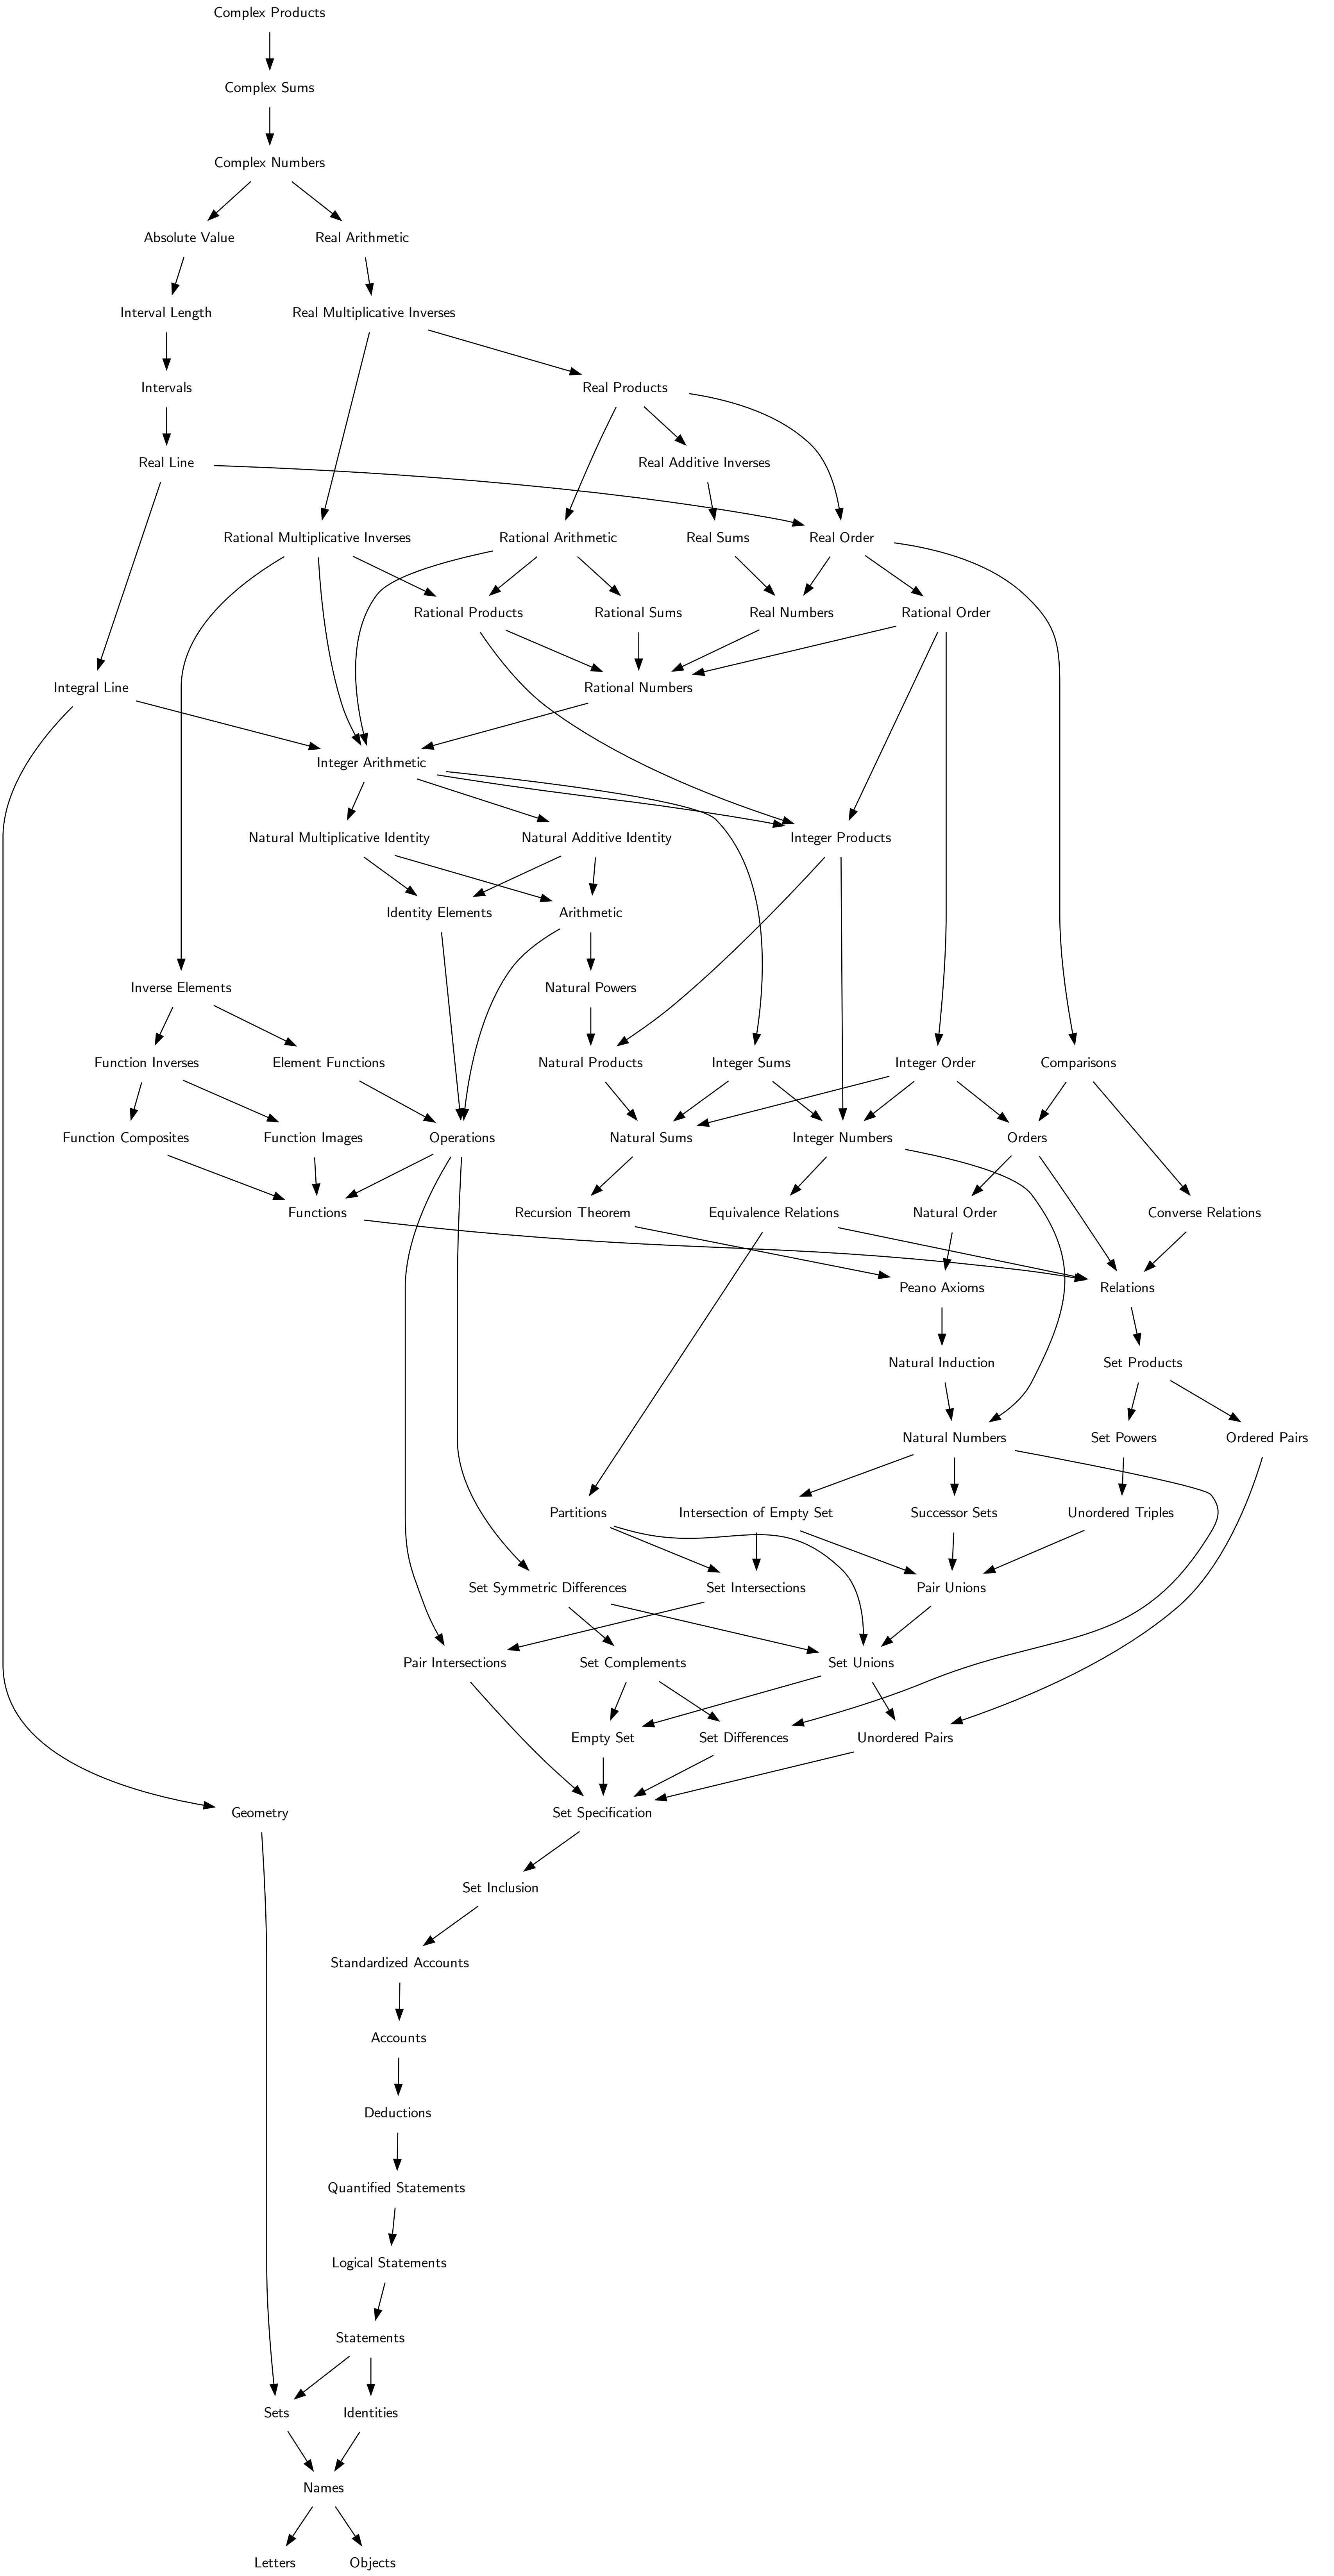 Complex Products
Complex Sums
Complex Numbers
Absolute Value
Real Arithmetic
Interval Length
Real Multiplicative Inverses
Intervals
Real Products
Real Line
Real Additive Inverses
Rational Multiplicative Inverses
Rational Arithmetic
Real Sums
Real Order
Rational Products
Rational Sums
Real Numbers
Rational Order
Integral Line
Rational Numbers
Integer Arithmetic
Natural Multiplicative Identity
Natural Additive Identity
Integer Products
Identity Elements
Arithmetic
Inverse Elements
Natural Powers
Function Inverses
Element Functions
Natural Products
Integer Sums
Integer Order
Comparisons
Function Composites
Function Images
Operations
Natural Sums
Integer Numbers
Orders
Functions
Recursion Theorem
Equivalence Relations
Natural Order
Converse Relations
Peano Axioms
Relations
Natural Induction
Set Products
Natural Numbers
Set Powers
Ordered Pairs
Partitions
Intersection of Empty Set
Successor Sets
Unordered Triples
Set Symmetric Differences
Set Intersections
Pair Unions
Pair Intersections
Set Complements
Set Unions
Empty Set
Set Differences
Unordered Pairs
Geometry
Set Specification
Set Inclusion
Standardized Accounts
Accounts
Deductions
Quantified Statements
Logical Statements
Statements
Sets
Identities
Names
Letters
Objects